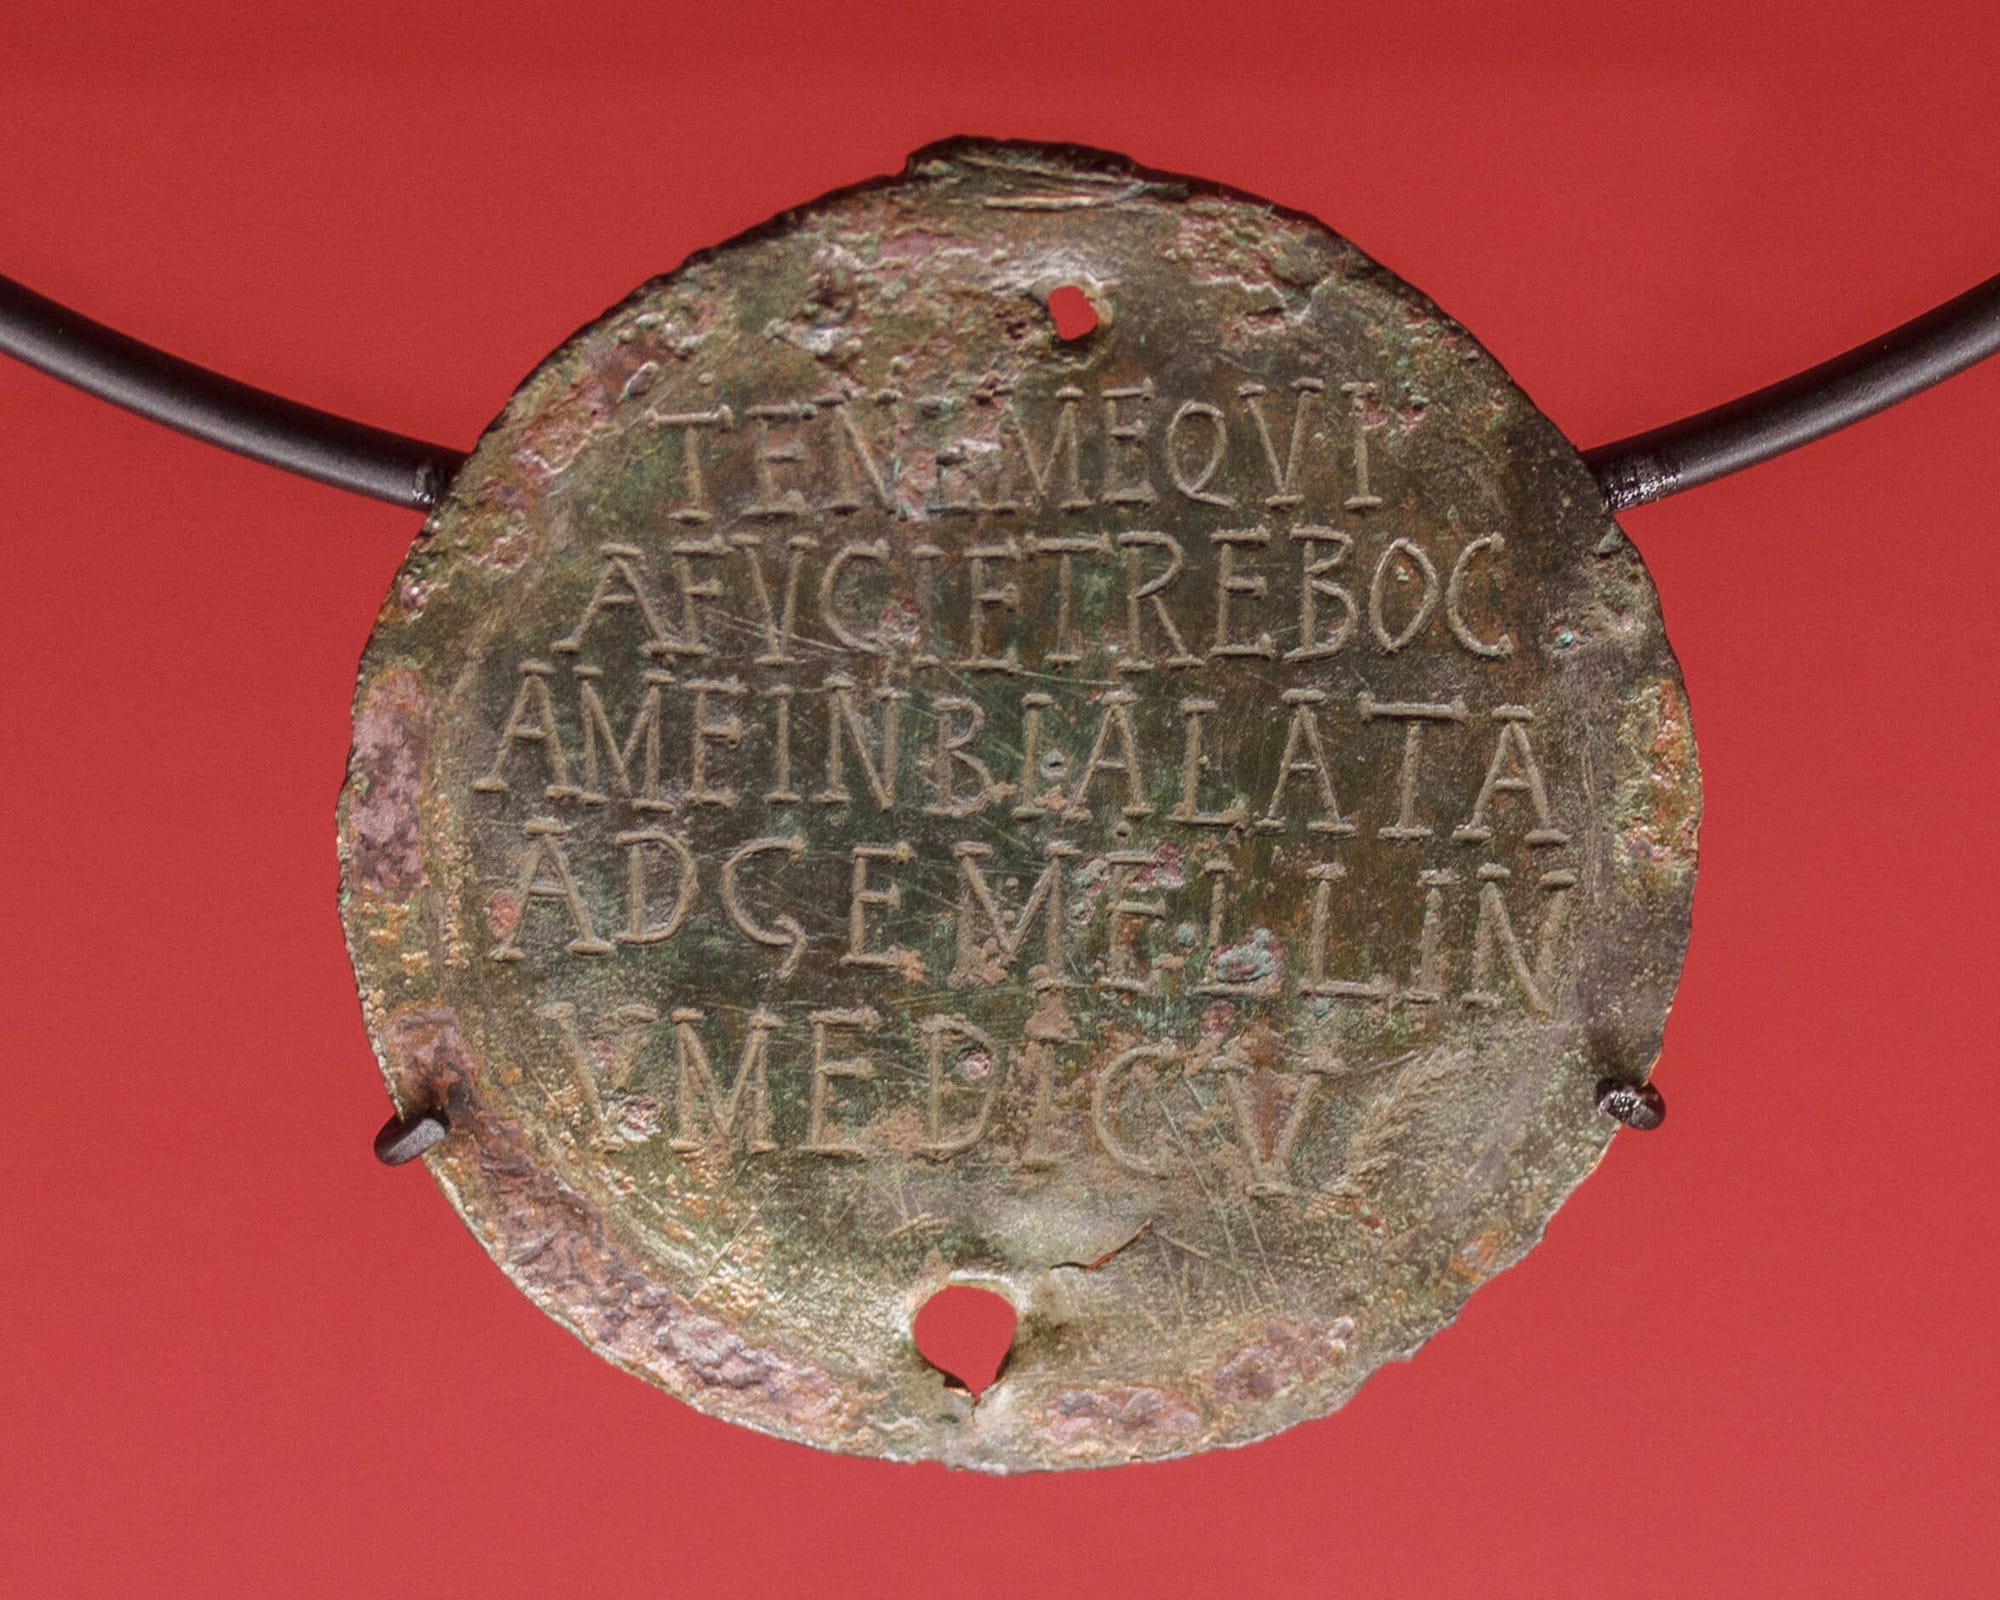 TENEMEQVI
AFVGIETREBOC
AMEINBIALATA
ADGEMELLIN
VMEDICV